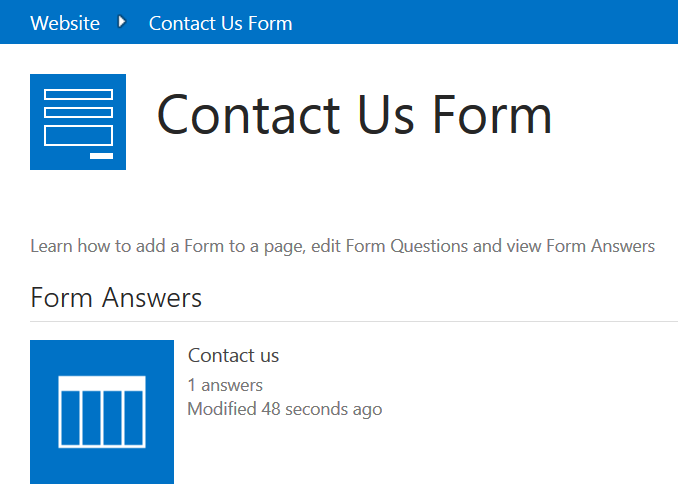 Website Contact Us Form
Contact Us Form
Learn how to add a Form to a page, edit Form Questions and view Form Answers
Form Answers
Contact us
1 answers
Modified 48 seconds ago